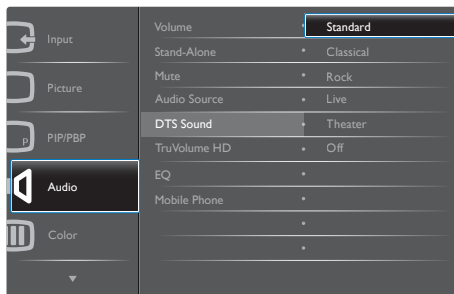 Input
Picture
P PIP/PBP
Audio
Color
Volume
Stand-Alone
Mute
Audio Source
DTS Sound
TruVolume HD
EQ
Mobile Phone
Standard
Classical
Rock
Live
Theater
Off